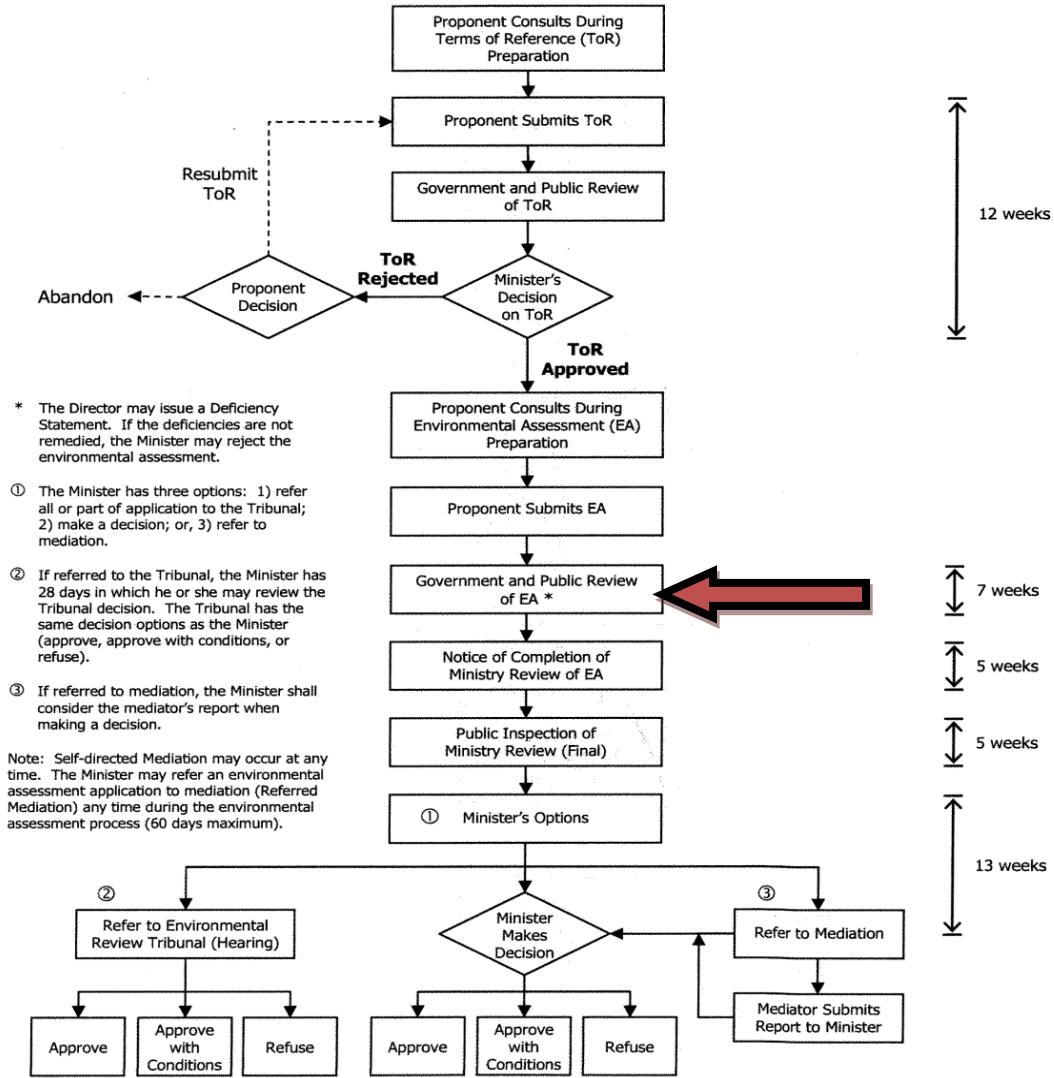 Proponent Consults During
Terms of Reference (ToR)
Preparation
Proponent Submits ToR
Resubmit
ToR
Government and Public Review
of ToR
12 weeks
ToR
Rejected
Minister's
Decision
on ToR
Proponent
Decision
Abandon
ToR
Approved
* The Director may issue a Deficiency
Statement. If the deficiencies are not
remedied, the Minister may reject the
environmental assessment.
① The Minister has three options: 1) refer
all or part of application to the Tribunal;
2) make a decision; or, 3) refer to
mediation.
② If referred to the Tribunal, the Minister has
28 days in which he or she may review the
Tribunal decision. The Tribunal has the
same decision options as the Minister
(approve, approve with conditions, or
refuse).
③ If referred to mediation, the Minister shall
consider the mediator's report when
making a decision.
Note: Self-directed Mediation may occur at any
time. The Minister may refer an environmental
assessment application to mediation (Referred
Mediation) any time during the environmental
assessment process (60 days maximum).
Proponent Consults During
Environmental Assessment (EA)
Preparation
Proponent Submits EA
Government and Public Review
of EA *
7 weeks
Notice of Completion of
Ministry Review of EA
5 weeks
Public Inspection of
Ministry Review (Final)
5 weeks
① Minister's Options
13 weeks
②
Refer to Environmental
Review Tribunal (Hearing)
Minister
Makes
Decision
③
Refer to Mediation
Mediator Submits
Report to Minister
Approve
Approve
with
Conditions
Refuse
Approve
Approve
with
Conditions
Refuse